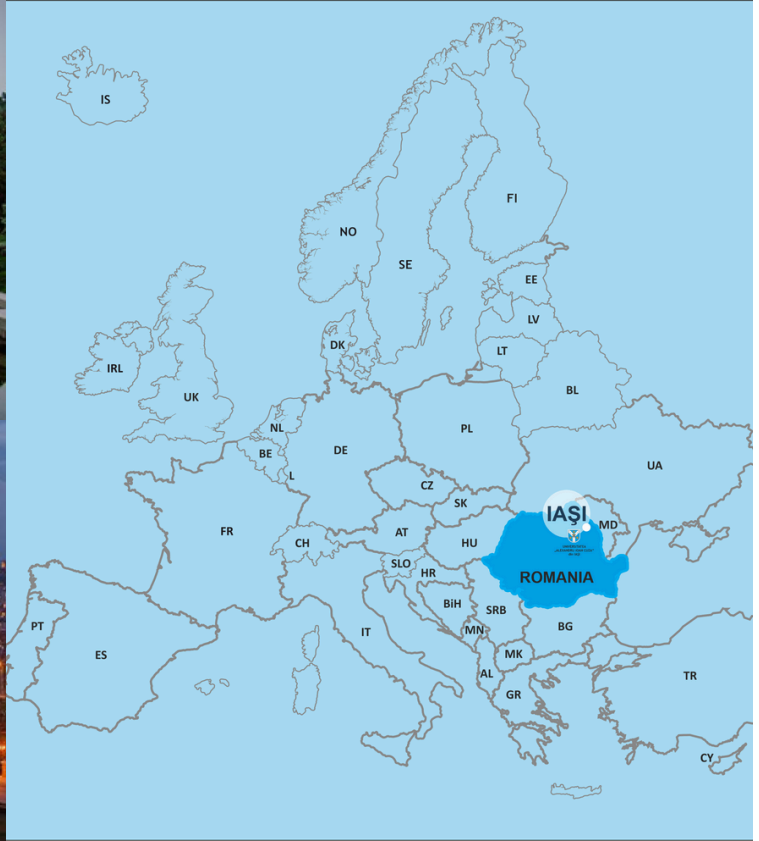 IS
NO
FI
SE
EE
LV
LT
DK
IRL
UK
BL
NL
PL
BE
DE
L
CZ
UA
SK
IAŞI
MD
FR
CH
AT
HU
SLO
HR
ROMANIA
BiH
SRB
PT
IT
MN
BG
ES
MK
AL
TR
GR
CY